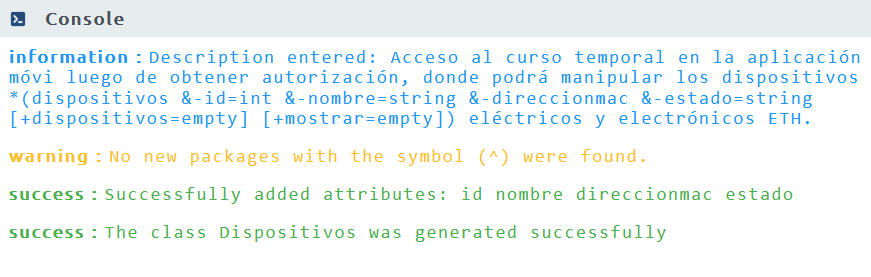 Console
information : Description entered: Acceso al curso temporal en la aplicación
móvi luego de obtener autorización, donde podrá manipular los dispositivos
*(dispositivos &-id=int &-nombre=string &-direccionmac &-estado=string
[+dispositivos=empty] [+mostrar=empty]) eléctricos y electrónicos ETH.
warning : No new packages with the symbol (^) were found.
success : Successfully added attributes: id nombre direccionmac estado
success : The class Dispositivos was generated successfully